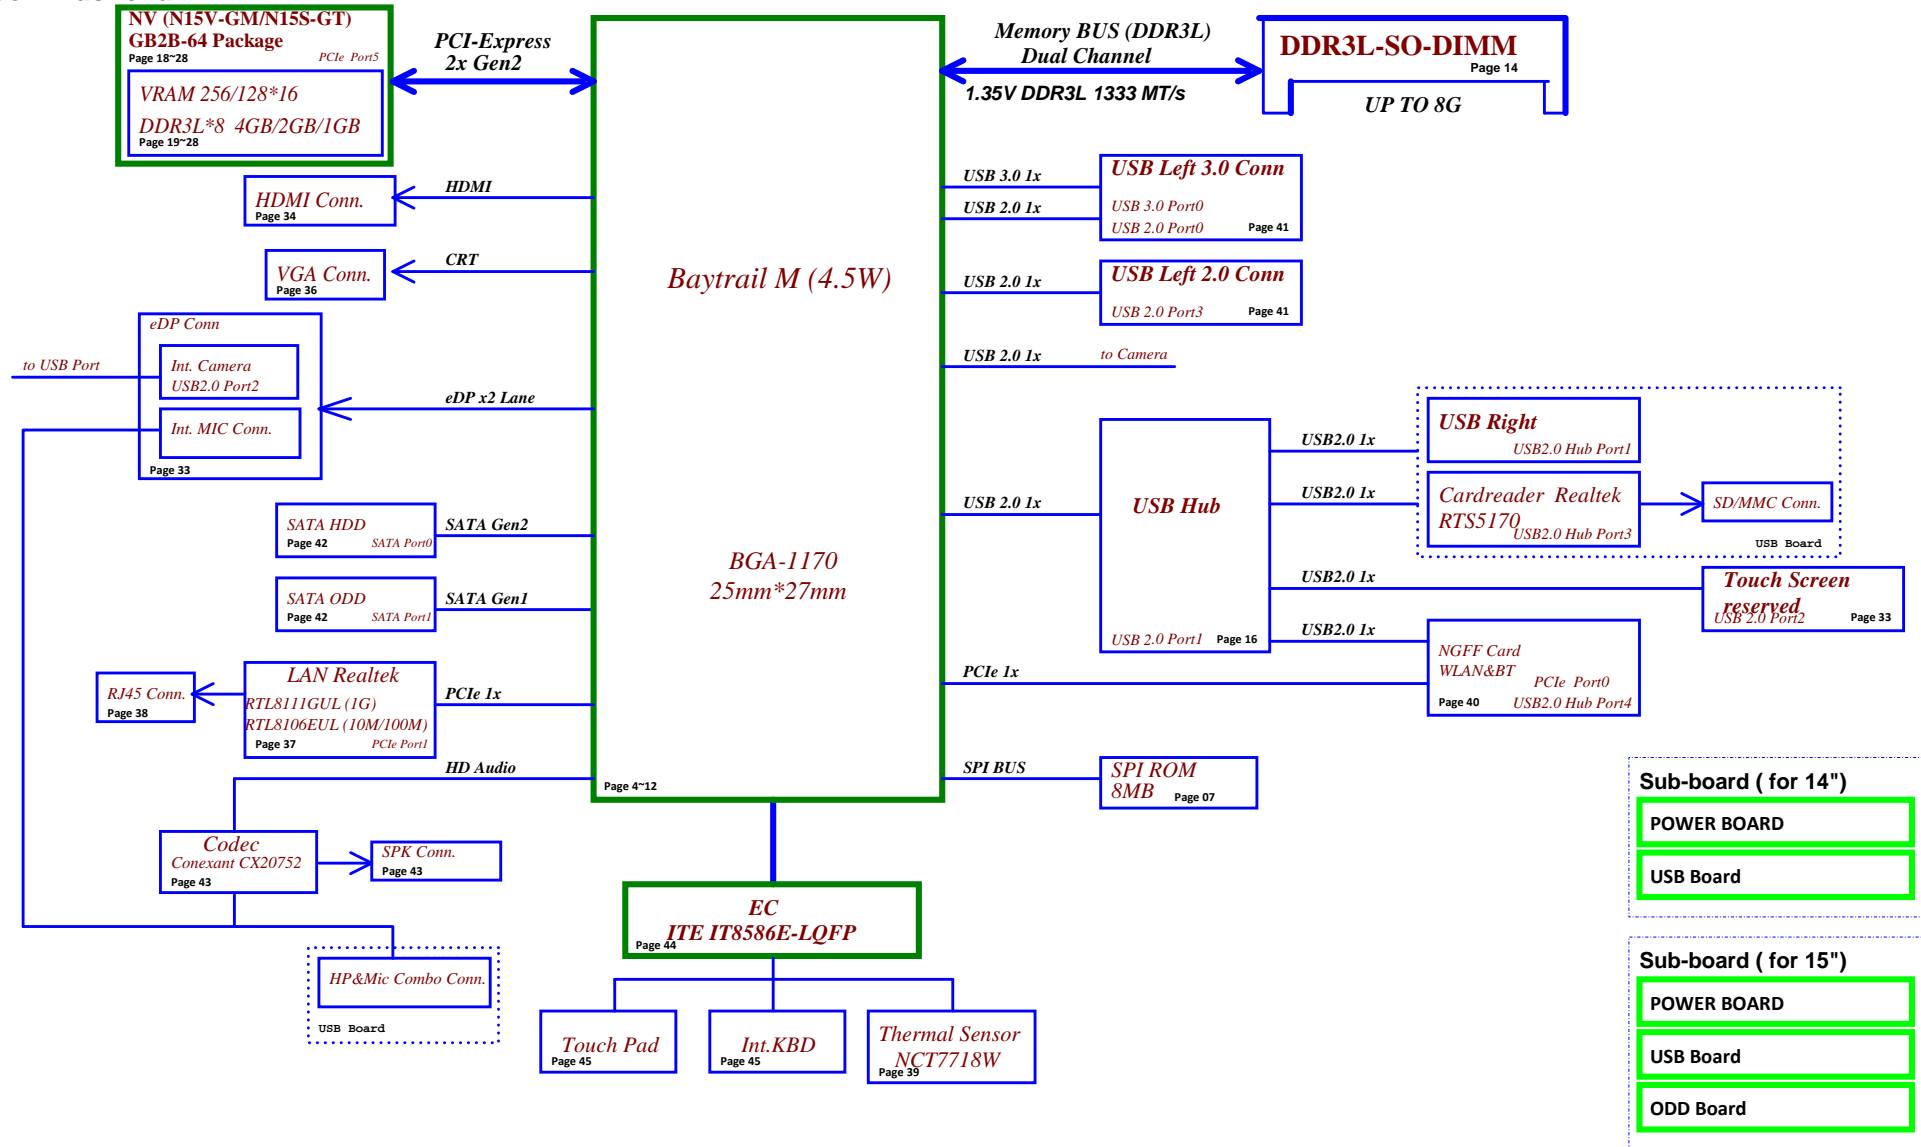 NV (N15V-GM/N15S-GT)
GB2B-64 Package
Page 18~28
PCIe Port5
VRAM 256/128*16
DDR3L*8 4GB/2GB/1GB
Page 19~28
PCI-Express
2x Gen2
Memory BUS (DDR3L)
Dual Channel
1.35V DDR3L 1333 MT/s
DDR3L-SO-DIMM
Page 14
UP TO 8G
HDMI Conn.
Page 34
HDMI
VGA Conn.
Page 36
CRT
eDP Conn
Int. Camera
USB2.0 Port2
Int. MIC Conn.
Page 33
to USB Port
eDP x2 Lane
SATA HDD
Page 42
SATA Port0
SATA Gen2
SATA ODD
Page 42
SATA Port1
SATA Gen1
LAN Realtek
RTL8111GUL (1G)
RTL8106EUL (10M/100M)
Page 37
PCIe Port1
PCIe 1x
RJ45 Conn.
Page 38
HD Audio
Codec
Conexant CX20752
Page 43
SPK Conn.
Page 43
HP&Mic Combo Conn.
USB Board
Baytrail M (4.5W)
BGA-1170
25mm*27mm
Page 4~12
USB 3.0 1x
USB 2.0 1x
USB Left 3.0 Conn
USB 3.0 Port0
USB 2.0 Port0
Page 41
USB 2.0 1x
USB Left 2.0 Conn
USB 2.0 Port3
Page 41
USB 2.0 1x
to Camera
USB 2.0 1x
USB Hub
USB 2.0 Port1
Page 16
USB2.0 1x
USB Right
USB2.0 Hub Port1
USB2.0 1x
Cardreader Realtek
RTS5170
USB2.0 Hub Port3
SD/MMC Conn.
USB Board
USB2.0 1x
Touch Screen
reserved
USB 2.0 Port2
Page 33
USB2.0 1x
NGFF Card
WLAN&BT
PCIe Port0
Page 40
USB2.0 Hub Port4
PCIe 1x
SPI BUS
SPI ROM
8MB
Page 07
EC
ITE IT8586E-LQFP
Page 44
Touch Pad
Page 45
Int.KBD
Page 45
Thermal Sensor
NCT7718W
Page 39
Sub-board ( for 14")
POWER BOARD
USB Board
Sub-board ( for 15")
POWER BOARD
USB Board
ODD Board